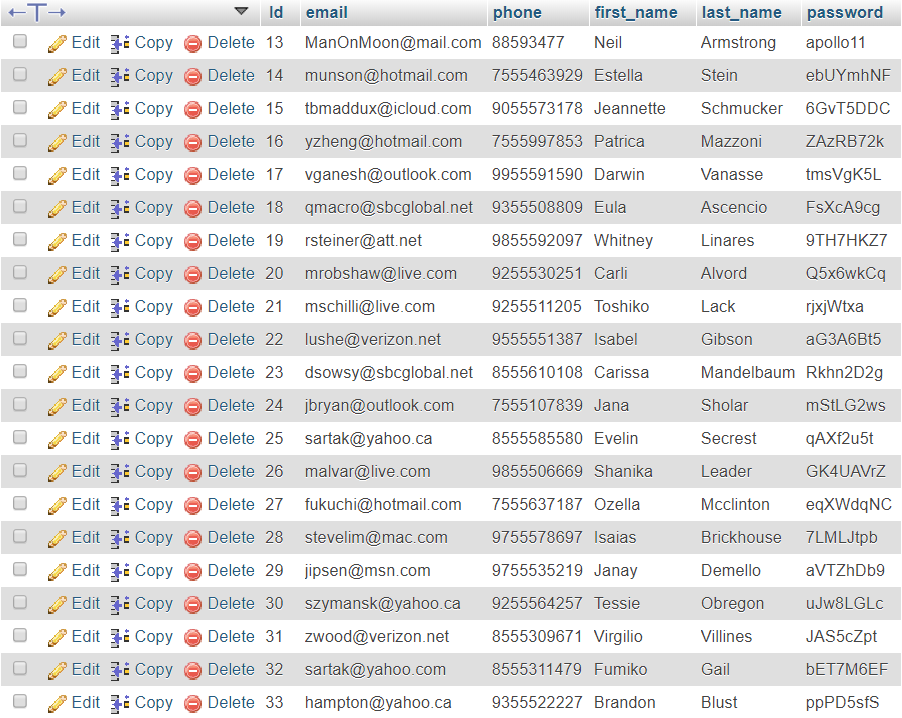 Id email phone first_name last_name password
Edit Copy Delete 13 ManOnMoon@mail.com 88593477 Neil Armstrong apollo11
Edit Copy Delete 14 munson@hotmail.com 7555463929 Estella Stein ebUYmhNF
Edit Copy Delete 15 tbmaddux@icloud.com 9055573178 Jeannette Schmucker 6GvT5DDC
Edit Copy Delete 16 yzheng@hotmail.com 7555997853 Patrica Mazzoni ZAzRB72k
Edit Copy Delete 17 vganesh@outlook.com 9955591590 Darwin Vanasse tmsVgK5L
Edit Copy Delete 18 qmacro@sbcglobal.net 9355508809 Eula Ascencio FsXcA9cg
Edit Copy Delete 19 rsteiner@att.net 9855592097 Whitney Linares 9TH7HKZ7
Edit Copy Delete 20 mrobshaw@live.com 9255530251 Carli Alvord Q5x6wkCq
Edit Copy Delete 21 mschilli@live.com 9255511205 Toshiko Lack rjxjWtxa
Edit Copy Delete 22 lushe@verizon.net 9555551387 Isabel Gibson aG3A6Bt5
Edit Copy Delete 23 dsowsy@sbcglobal.net 8555610108 Carissa Mandelbaum Rkhn2D2g
Edit Copy Delete 24 jbryan@outlook.com 7555107839 Jana Sholar mStLG2ws
Edit Copy Delete 25 sartak@yahoo.ca 8555585580 Evelin Secrest qAXf2u5t
Edit Copy Delete 26 malvar@live.com 9855506669 Shanika Leader GK4UAVrZ
Edit Copy Delete 27 fukuchi@hotmail.com 7555637187 Ozella Mcclinton eqXWdqNC
Edit Copy Delete 28 stevelim@mac.com 9755578697 Isaias Brickhouse 7LMLJtpb
Edit Copy Delete 29 jipsen@msn.com 9755535219 Janay Demello aVTZhDb9
Edit Copy Delete 30 szymansk@yahoo.ca 9255564257 Tessie Obregon uJw8LGLc
Edit Copy Delete 31 zwood@verizon.net 8555309671 Virgilio Villines JAS5cZpt
Edit Copy Delete 32 sartak@yahoo.com 8555311479 Fumiko Gail bET7M6EF
Edit Copy Delete 33 hampton@yahoo.ca 9355522227 Brandon Blust ppPD5sfS